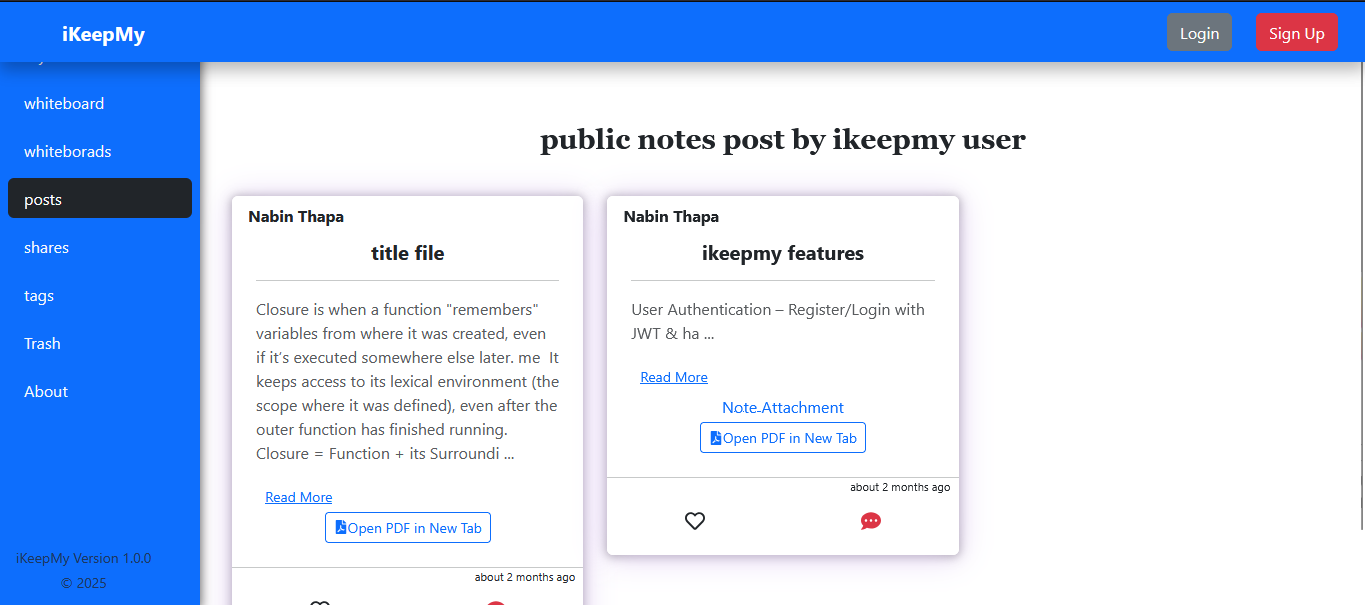 iKeepMy
Login
Sign Up
whiteboard
whiteborads
posts
shares
tags
Trash
About
iKeepMy Version 1.0.0
© 2025
public notes post by ikeepmy user
Nabin Thapa
title file
Closure is when a function "remembers"
variables from where it was created, even
if it's executed somewhere else later. me  It
keeps access to its lexical environment (the
scope where it was defined), even after the
outer function has finished running.
Closure = Function + its Surroundi ...
Read More
Open PDF in New Tab
about 2 months ago
Nabin Thapa
ikeepmy features
User Authentication – Register/Login with
JWT & ha ...
Read More
Note-Attachment
Open PDF in New Tab
about 2 months ago